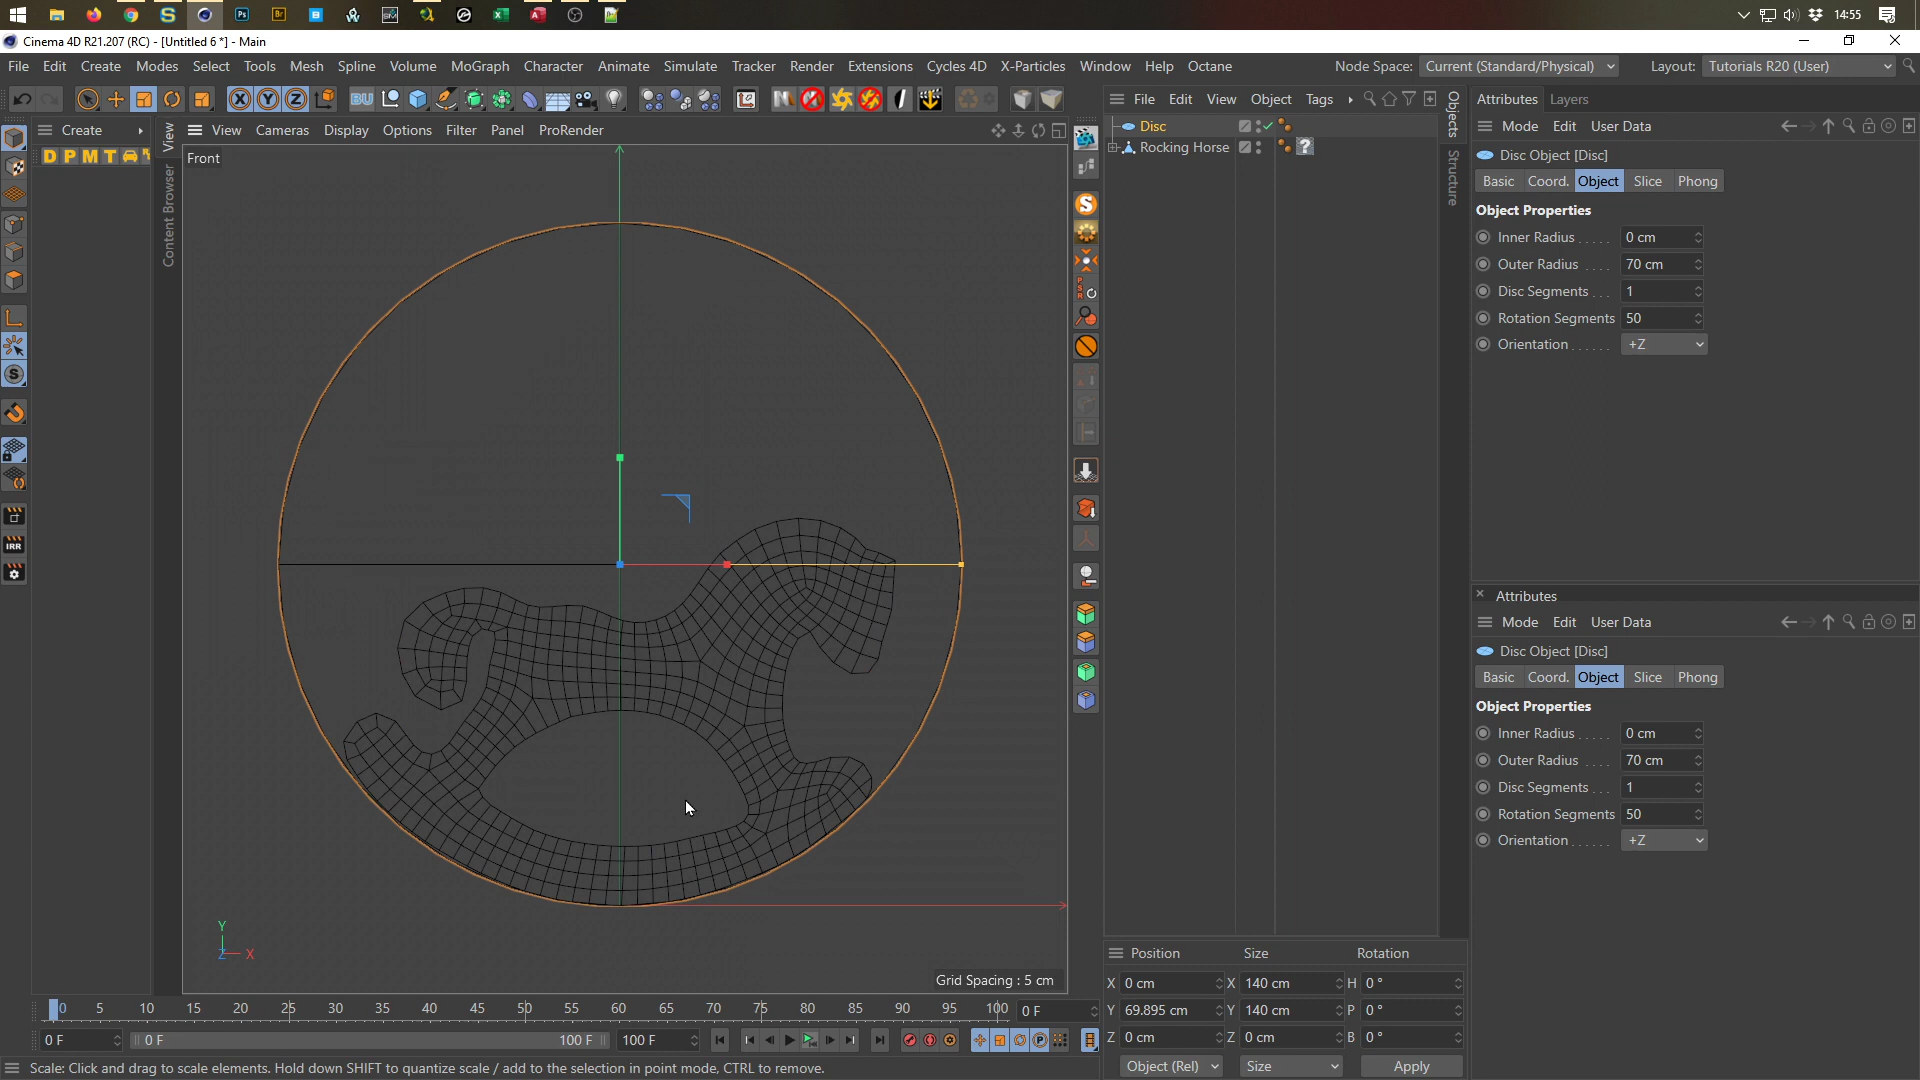 14:55
Cinema 4D R21.207 (RC) - [Untitled 6 *] - Main
File Edit Create Modes Select Tools Mesh Spline Volume MoGraph Character Animate Simulate Tracker Render Extensions Cycles 4D X-Particles Window Help Octane Node Space: Current (Standard/Physical) Layout: Tutorials R20 (User)
X Y Z BU
File Edit View Object Tags
Attributes Layers
Create
View Cameras Display Options Filter Panel ProRender
Disc
Mode Edit User Data
D P M T
Front
Rocking Horse
?
View
Content Browser
Objects
Structure
Disc Object [Disc]
Basic Coord. Object Slice Phong
Object Properties
Inner Radius . . . . . 0 cm
Outer Radius . . . . 70 cm
Disc Segments . . . 1
Rotation Segments 50
Orientation . . . . . . +Z
S
PSR
IRR
Attributes
Mode Edit User Data
Disc Object [Disc]
Basic Coord. Object Slice Phong
Object Properties
Inner Radius . . . . . 0 cm
Outer Radius . . . . 70 cm
Disc Segments . . . 1
Rotation Segments 50
Orientation . . . . . . +Z
Y
Z X
Grid Spacing : 5 cm
Position Size Rotation
X 0 cm X 140 cm H 0 °
Y 69.895 cm Y 140 cm P 0 °
Z 0 cm Z 0 cm B 0 °
Object (Rel) Size Apply
0 5 10 15 20 25 30 35 40 45 50 55 60 65 70 75 80 85 90 95 100 0 F
0 F 0 F 100 F 100 F
Scale: Click and drag to scale elements. Hold down SHIFT to quantize scale / add to the selection in point mode, CTRL to remove.